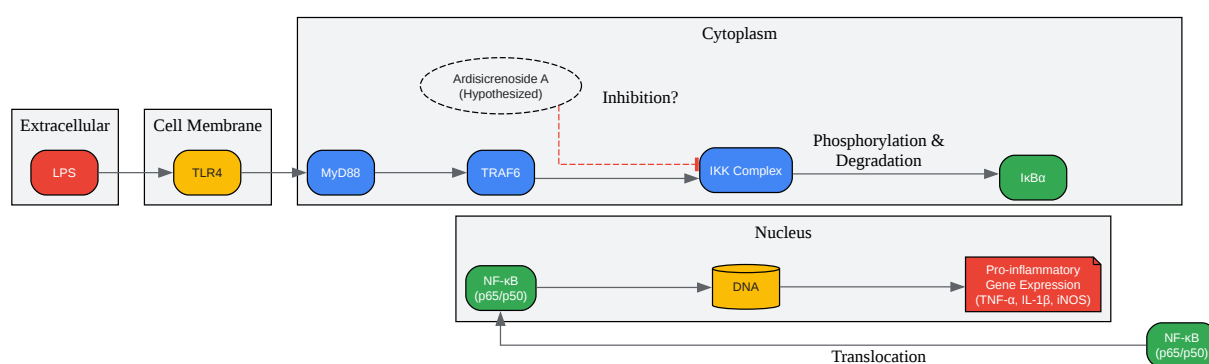 Cytoplasm
Ardisicrenoside A
(Hypothesized)
Inhibition?
Extracellular
Cell Membrane
Phosphorylation &
Degradation
LPS
TLR4
MyD88
TRAF6
IKK Complex
IκBα
Nucleus
NF-κB
(p65/p50)
DNA
Pro-inflammatory
Gene Expression
(TNF-α, IL-1β, iNOS)
Translocation
NF-κB
(p65/p50)